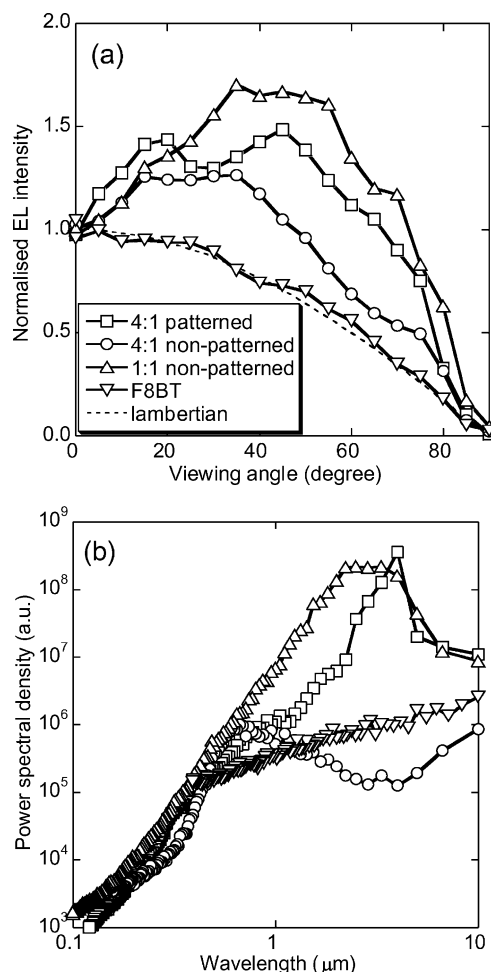 (a)
Normalised EL intensity
2.0
1.5
1.0
0.5
0.0
4:1 patterned
4:1 non-patterned
1:1 non-patterned
F8BT
lambertian
0 20 40 60 80
Viewing angle (degree)
(b)
Power spectral density (a.u.)
10⁹
10⁸
10⁷
10⁶
10⁵
10⁴
10³
0.1 1 10
Wavelength (μm)